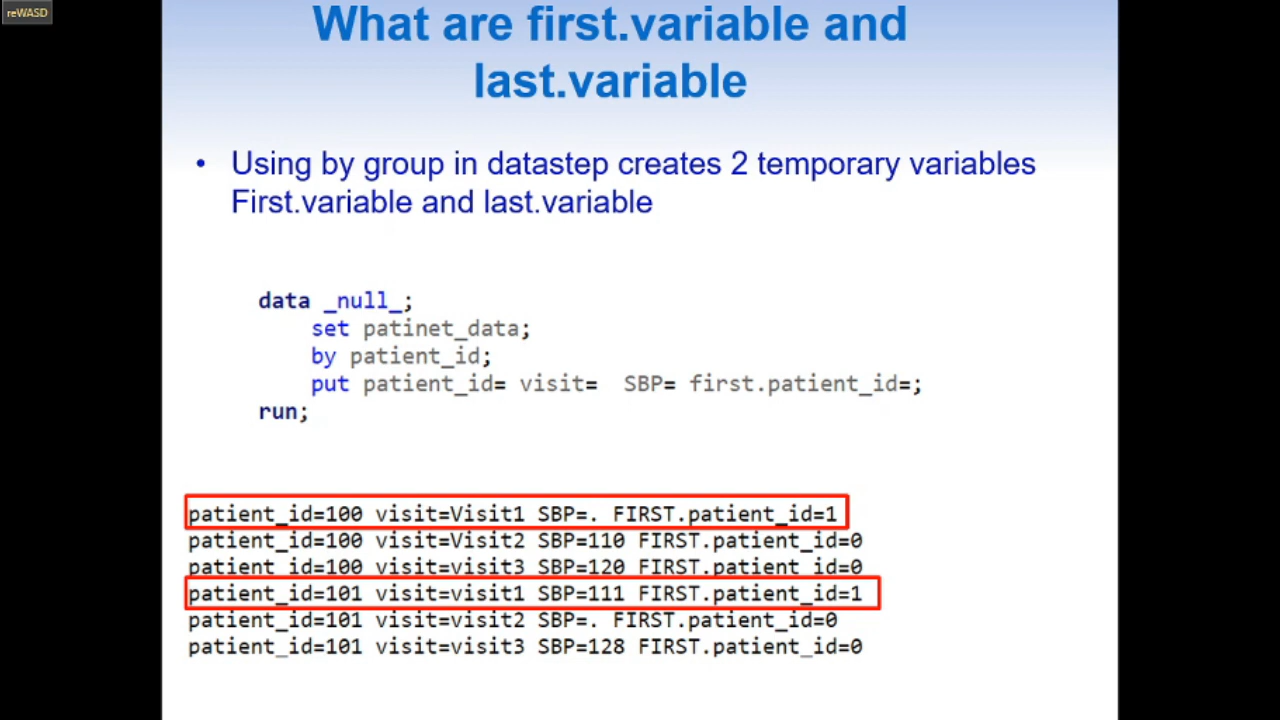 reWASD
What are first.variable and
last.variable
• Using by group in datastep creates 2 temporary variables
First.variable and last.variable
data _null_;
set patinet_data;
by patient_id;
put patient_id= visit=  SBP= first.patient_id=;
run;
patient_id=100 visit=Visit1 SBP=. FIRST.patient_id=1
patient_id=100 visit=Visit2 SBP=110 FIRST.patient_id=0
patient_id=100 visit=visit3 SBP=120 FIRST.patient_id=0
patient_id=101 visit=visit1 SBP=111 FIRST.patient_id=1
patient_id=101 visit=visit2 SBP=. FIRST.patient_id=0
patient_id=101 visit=visit3 SBP=128 FIRST.patient_id=0